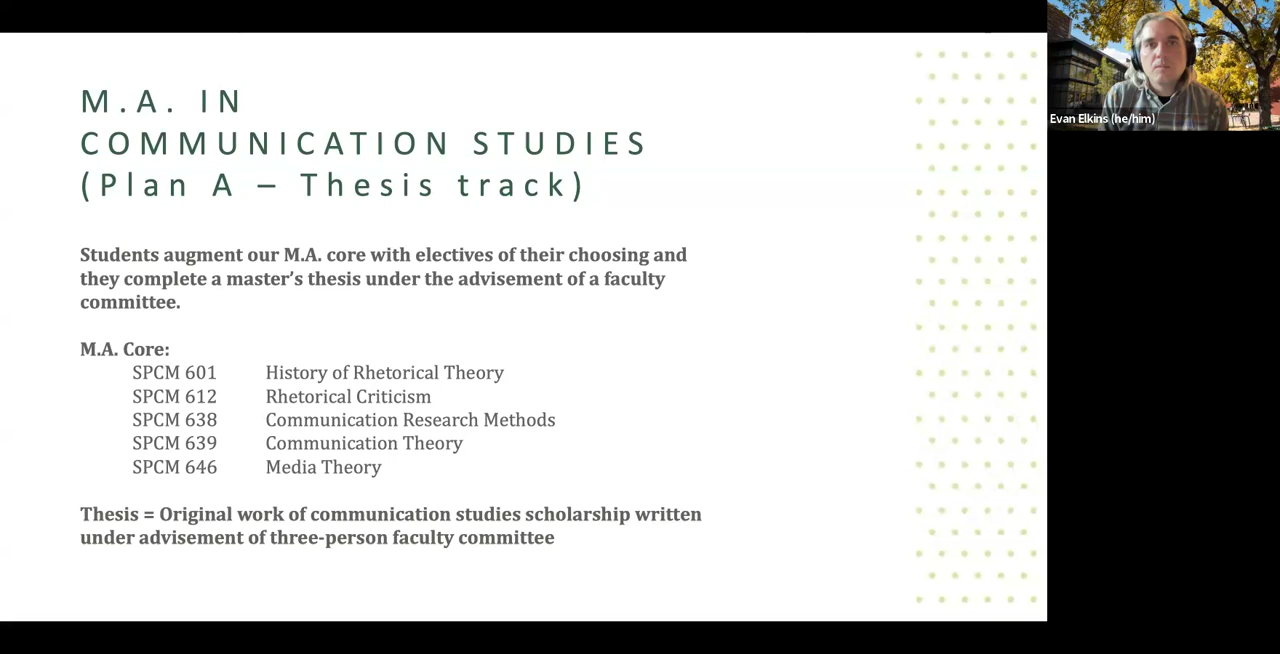 M.A. IN
COMMUNICATION STUDIES
(Plan A – Thesis track)
Students augment our M.A. core with electives of their choosing and
they complete a master’s thesis under the advisement of a faculty
committee.
M.A. Core:
SPCM 601 History of Rhetorical Theory
SPCM 612 Rhetorical Criticism
SPCM 638 Communication Research Methods
SPCM 639 Communication Theory
SPCM 646 Media Theory
Thesis = Original work of communication studies scholarship written
under advisement of three-person faculty committee
Evan Elkins (he/him)